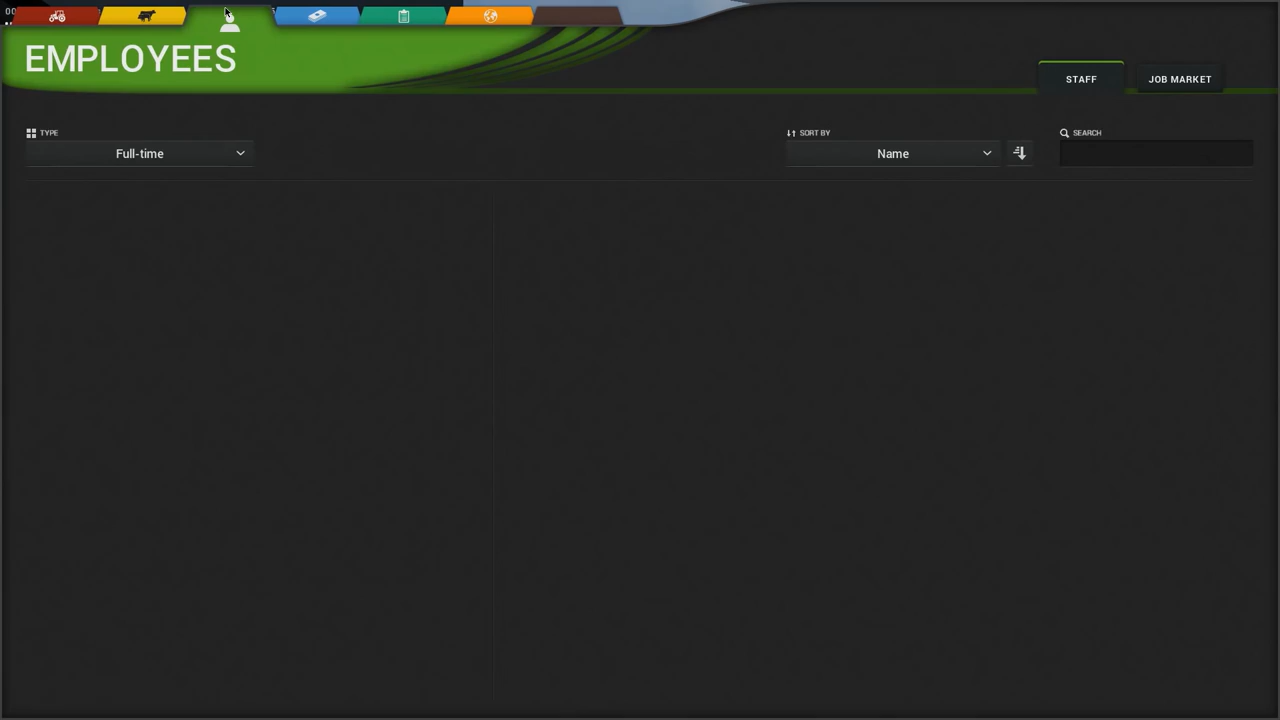 EMPLOYEES
STAFF
JOB MARKET
TYPE
SORT BY
SEARCH
Full-time
Name